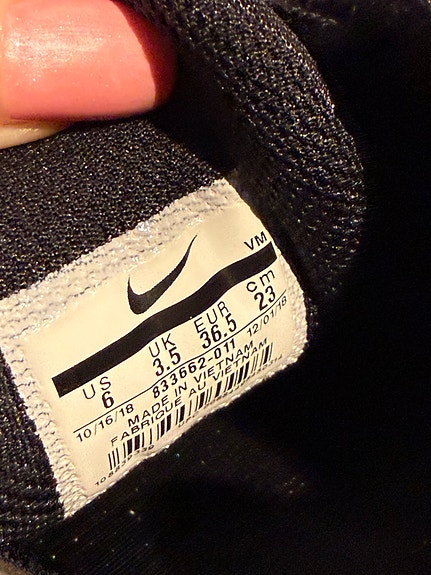 VM
US UK EUR cm
6 3.5 36.5 23
10/16/18 833662-011 12/01/18
MADE IN VIETNAM
FABRIQUE AU VIETNAM